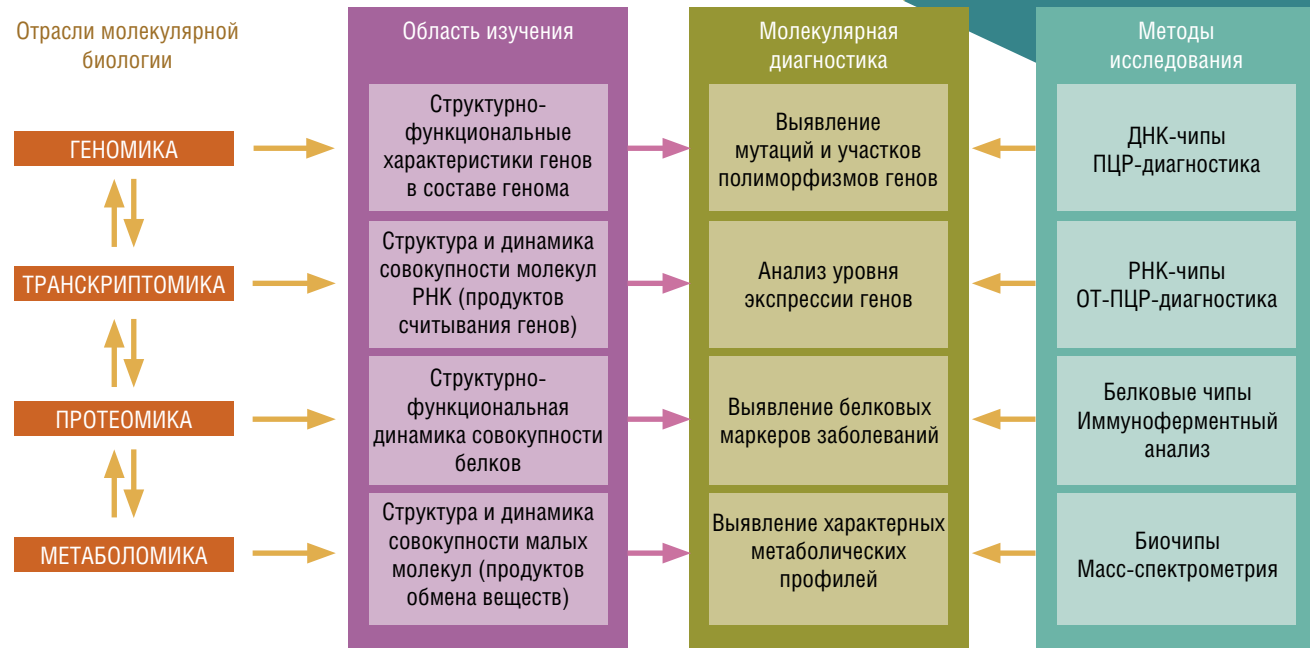 Отрасли молекулярной
биологии
Область изучения
Молекулярная
диагностика
Методы
исследования
ГЕНОМИКА
Структурно-
функциональные
характеристики генов
в составе генома
Выявление
мутаций и участков
полиморфизмов генов
ДНК-чипы
ПЦР-диагностика
ТРАНСКРИПТОМИКА
Структура и динамика
совокупности молекул
РНК (продуктов
считывания генов)
Анализ уровня
экспрессии генов
РНК-чипы
ОТ-ПЦР-диагностика
ПРОТЕОМИКА
Структурно-
функциональная
динамика совокупности
белков
Выявление белковых
маркеров заболеваний
Белковые чипы
Иммуноферментный
анализ
МЕТАБОЛОМИКА
Структура и динамика
совокупности малых
молекул (продуктов
обмена веществ)
Выявление характерных
метаболических
профилей
Биочипы
Масс-спектрометрия